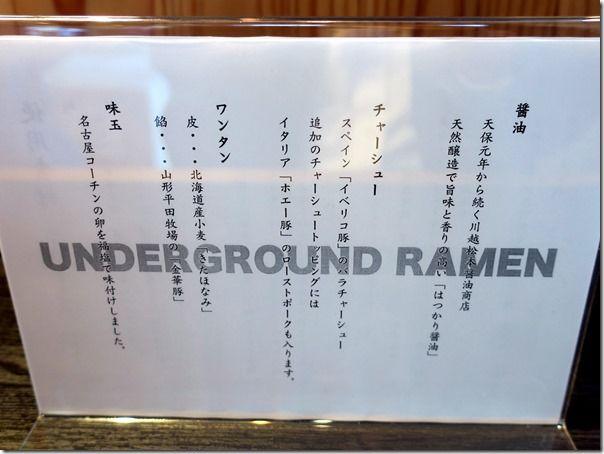 醤油
天保元年から続く川越松本醤油商店
天然醸造で旨味と香りの高い「はつかり醤油」
チャーシュー
スペイン「イベリコ豚」のバラチャーシュー
追加のチャーシュートッピングには
イタリア「ホエー豚」のローストポークも入ります。
ワンタン
皮・・・北海道産小麦「きたほなみ」
餡・・・山形平田牧場の「金華豚」
味玉
名古屋コーチンの卵を藻塩で味付けしました。
UNDERGROUND RAMEN